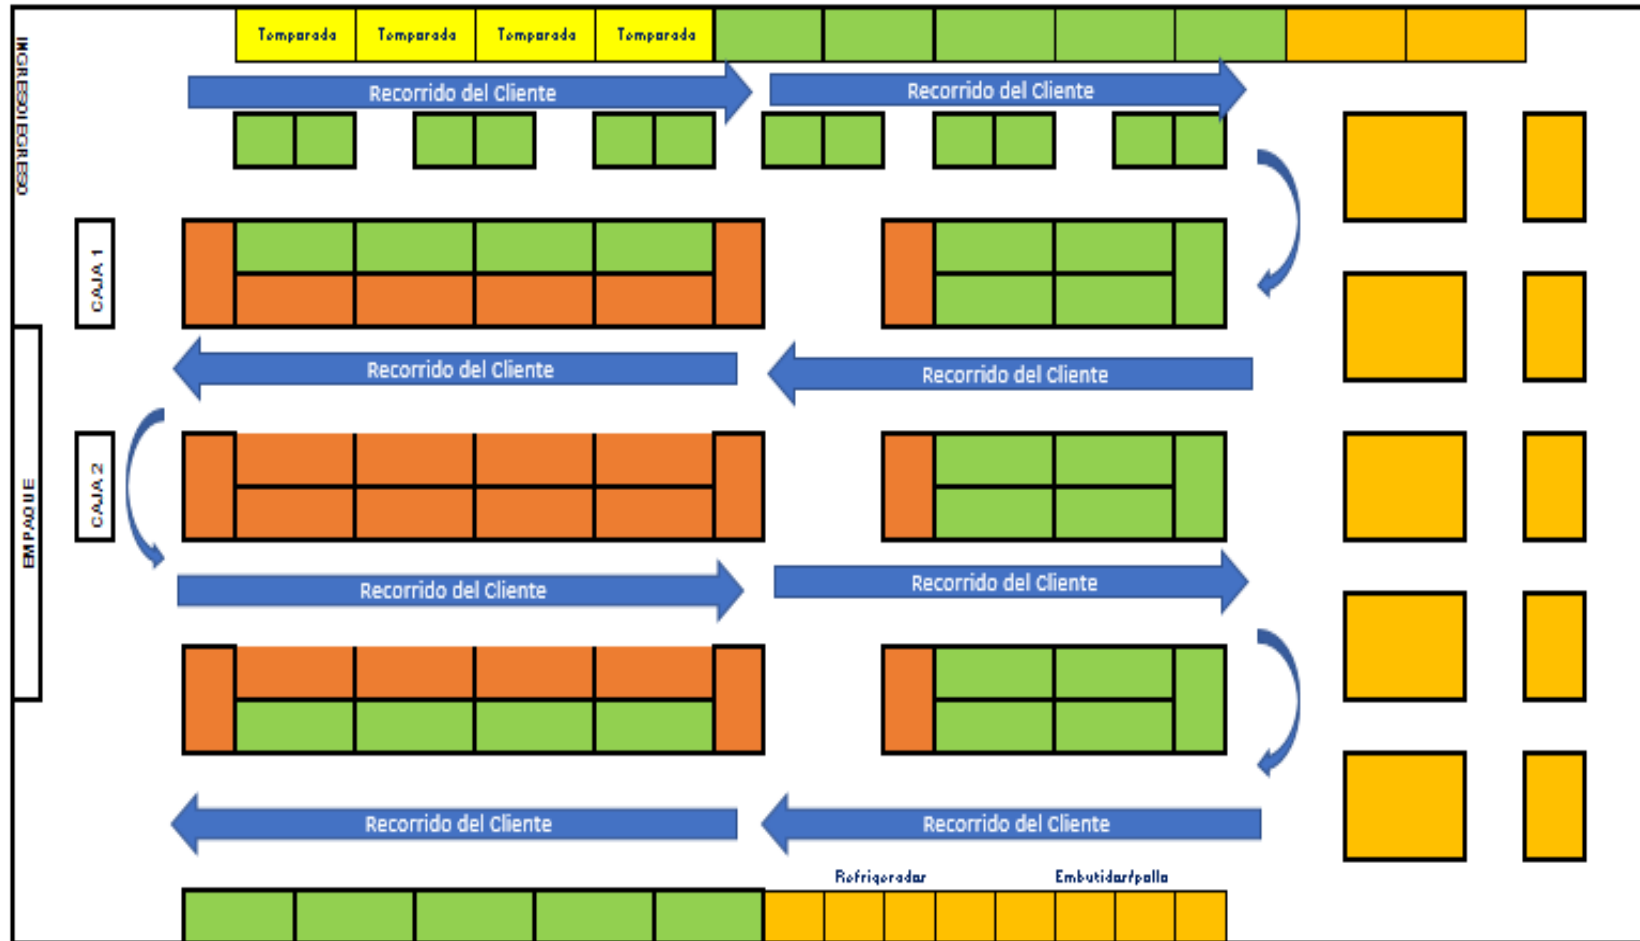 Temporada Temporada Temporada Temporada
INGRESO/EGRESO
Recorrido del Cliente Recorrido del Cliente
CAJA 1
Recorrido del Cliente Recorrido del Cliente
CAJA 2
EMPAQUE
Recorrido del Cliente Recorrido del Cliente
Recorrido del Cliente Recorrido del Cliente
Refrigerador Embutidor/pollo